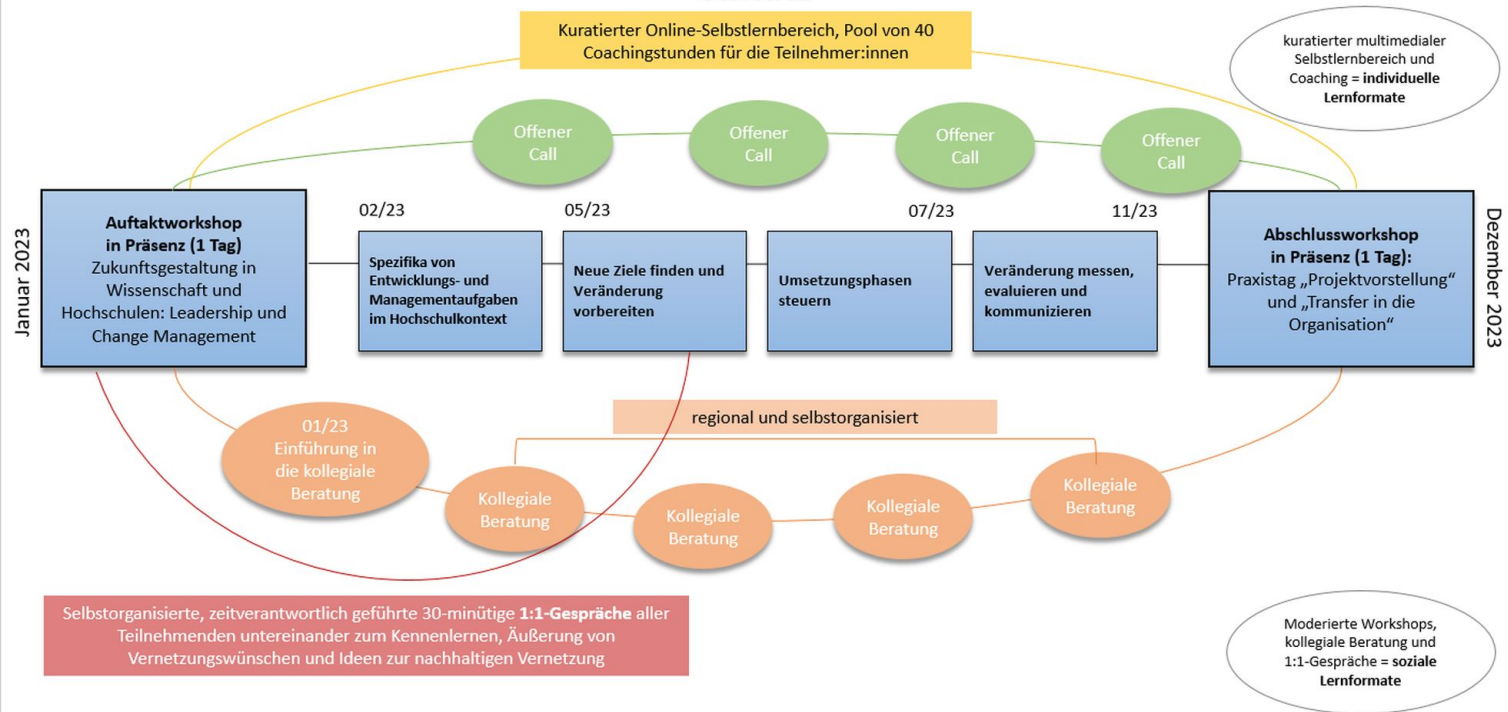 Kuratierter Online-Selbstlernbereich, Pool von 40
Coachingstunden für die Teilnehmer:innen
kuratierter multimedialer
Selbstlernbereich und
Coaching = individuelle
Lernformate
Offener
Call
Offener
Call
Offener
Call
Offener
Call
Januar 2023
Auftaktworkshop
in Präsenz (1 Tag)
Zukunftsgestaltung in
Wissenschaft und
Hochschulen: Leadership und
Change Management
02/23
Spezifika von
Entwicklungs- und
Managementaufgaben
im Hochschulkontext
05/23
Neue Ziele finden und
Veränderung
vorbereiten
07/23
Umsetzungsphasen
steuern
11/23
Veränderung messen,
evaluieren und
kommunizieren
Abschlussworkshop
in Präsenz (1 Tag):
Praxistag „Projektvorstellung“
und „Transfer in die
Organisation“
Dezember 2023
01/23
Einführung in
die kollegiale
Beratung
regional und selbstorganisiert
Kollegiale
Beratung
Kollegiale
Beratung
Kollegiale
Beratung
Kollegiale
Beratung
Selbstorganisierte, zeitverantwortlich geführte 30-minütige 1:1-Gespräche aller
Teilnehmenden untereinander zum Kennenlernen, Äußerung von
Vernetzungswünschen und Ideen zur nachhaltigen Vernetzung
Moderierte Workshops,
kollegiale Beratung und
1:1-Gespräche = soziale
Lernformate